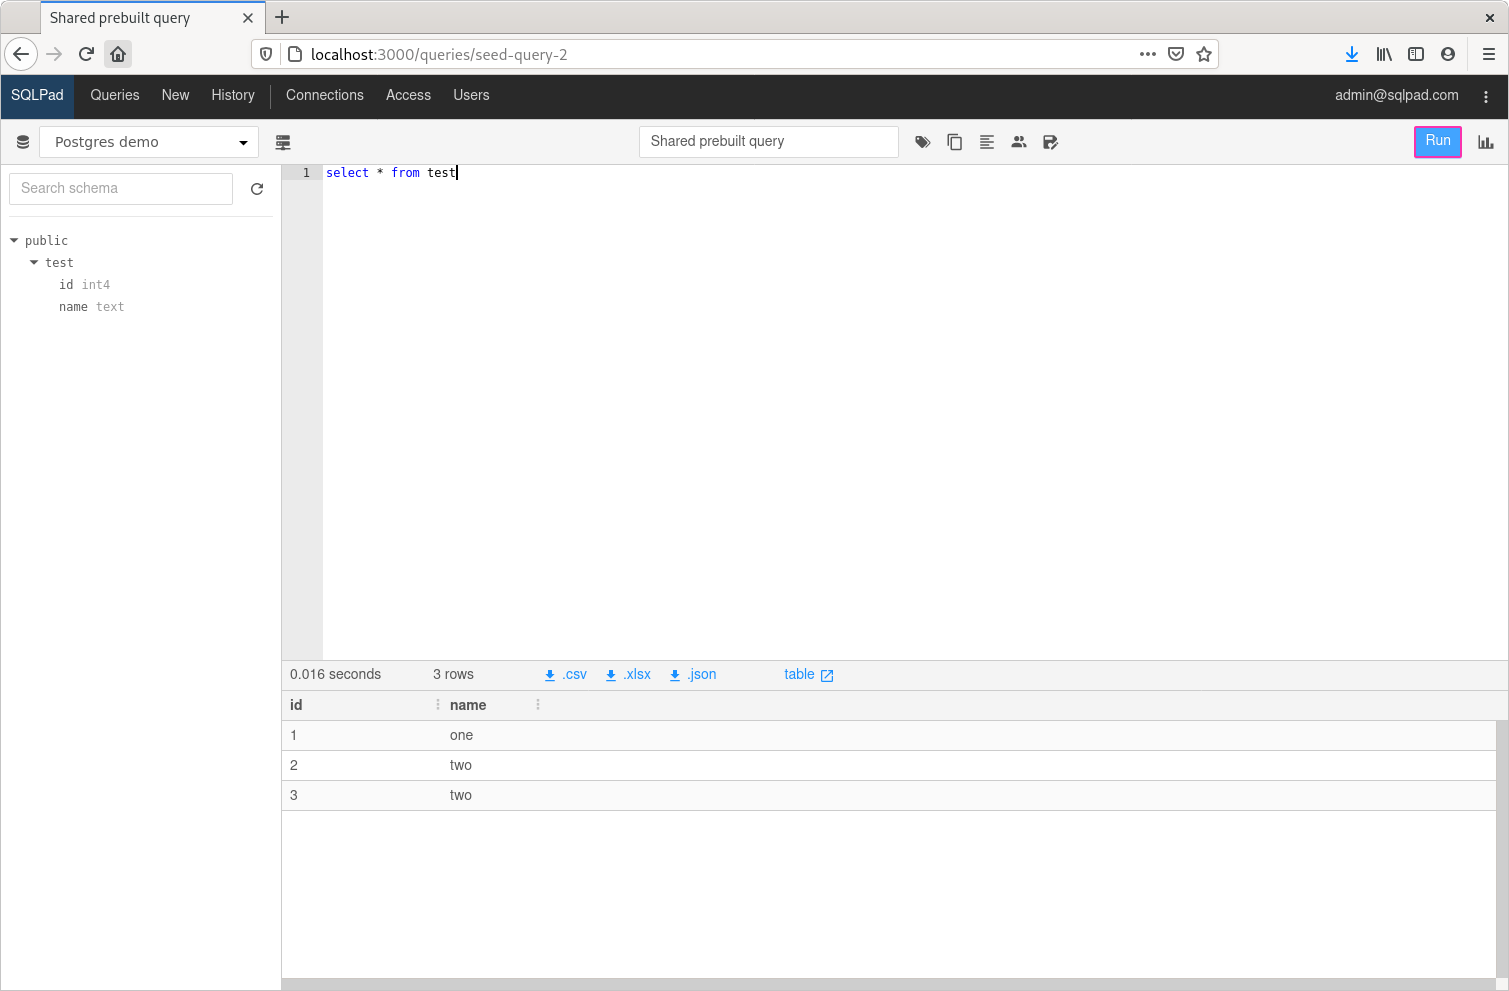 Shared prebuilt query
localhost:3000/queries/seed-query-2
SQLPad Queries New History Connections Access Users admin@sqlpad.com
Postgres demo Shared prebuilt query Run
Search schema
1 select * from test
public
test
id int4
name text
0.016 seconds 3 rows .csv .xlsx .json table
id name
1 one
2 two
3 two